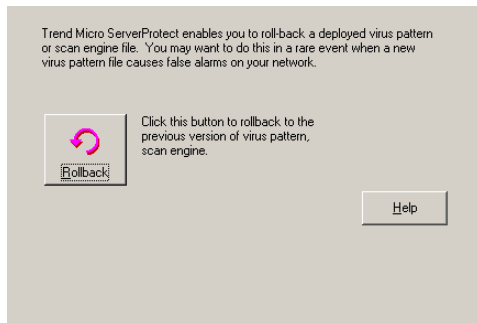 Trend Micro ServerProtect enables you to roll-back a deployed virus pattern
or scan engine file.  You may want to do this in a rare event when a new
virus pattern file causes false alarms on your network.
Click this button to rollback to the
previous version of virus pattern,
scan engine.
Rollback
Help